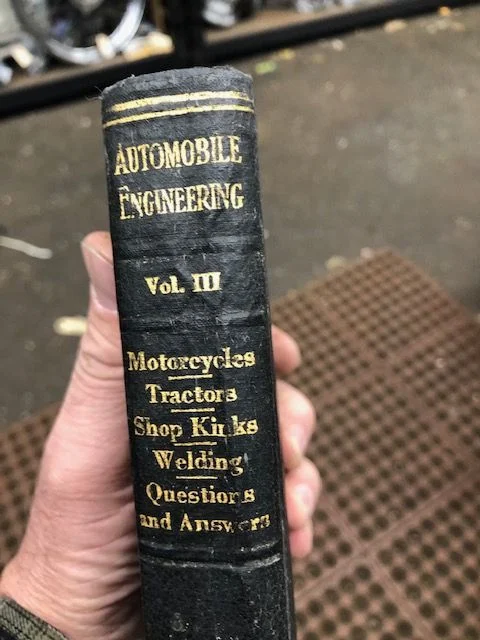 AUTOMOBILE
ENGINEERING
Vol. III
Motorcycles
Tractors
Shop Kinks
Welding
Questions
and Answers